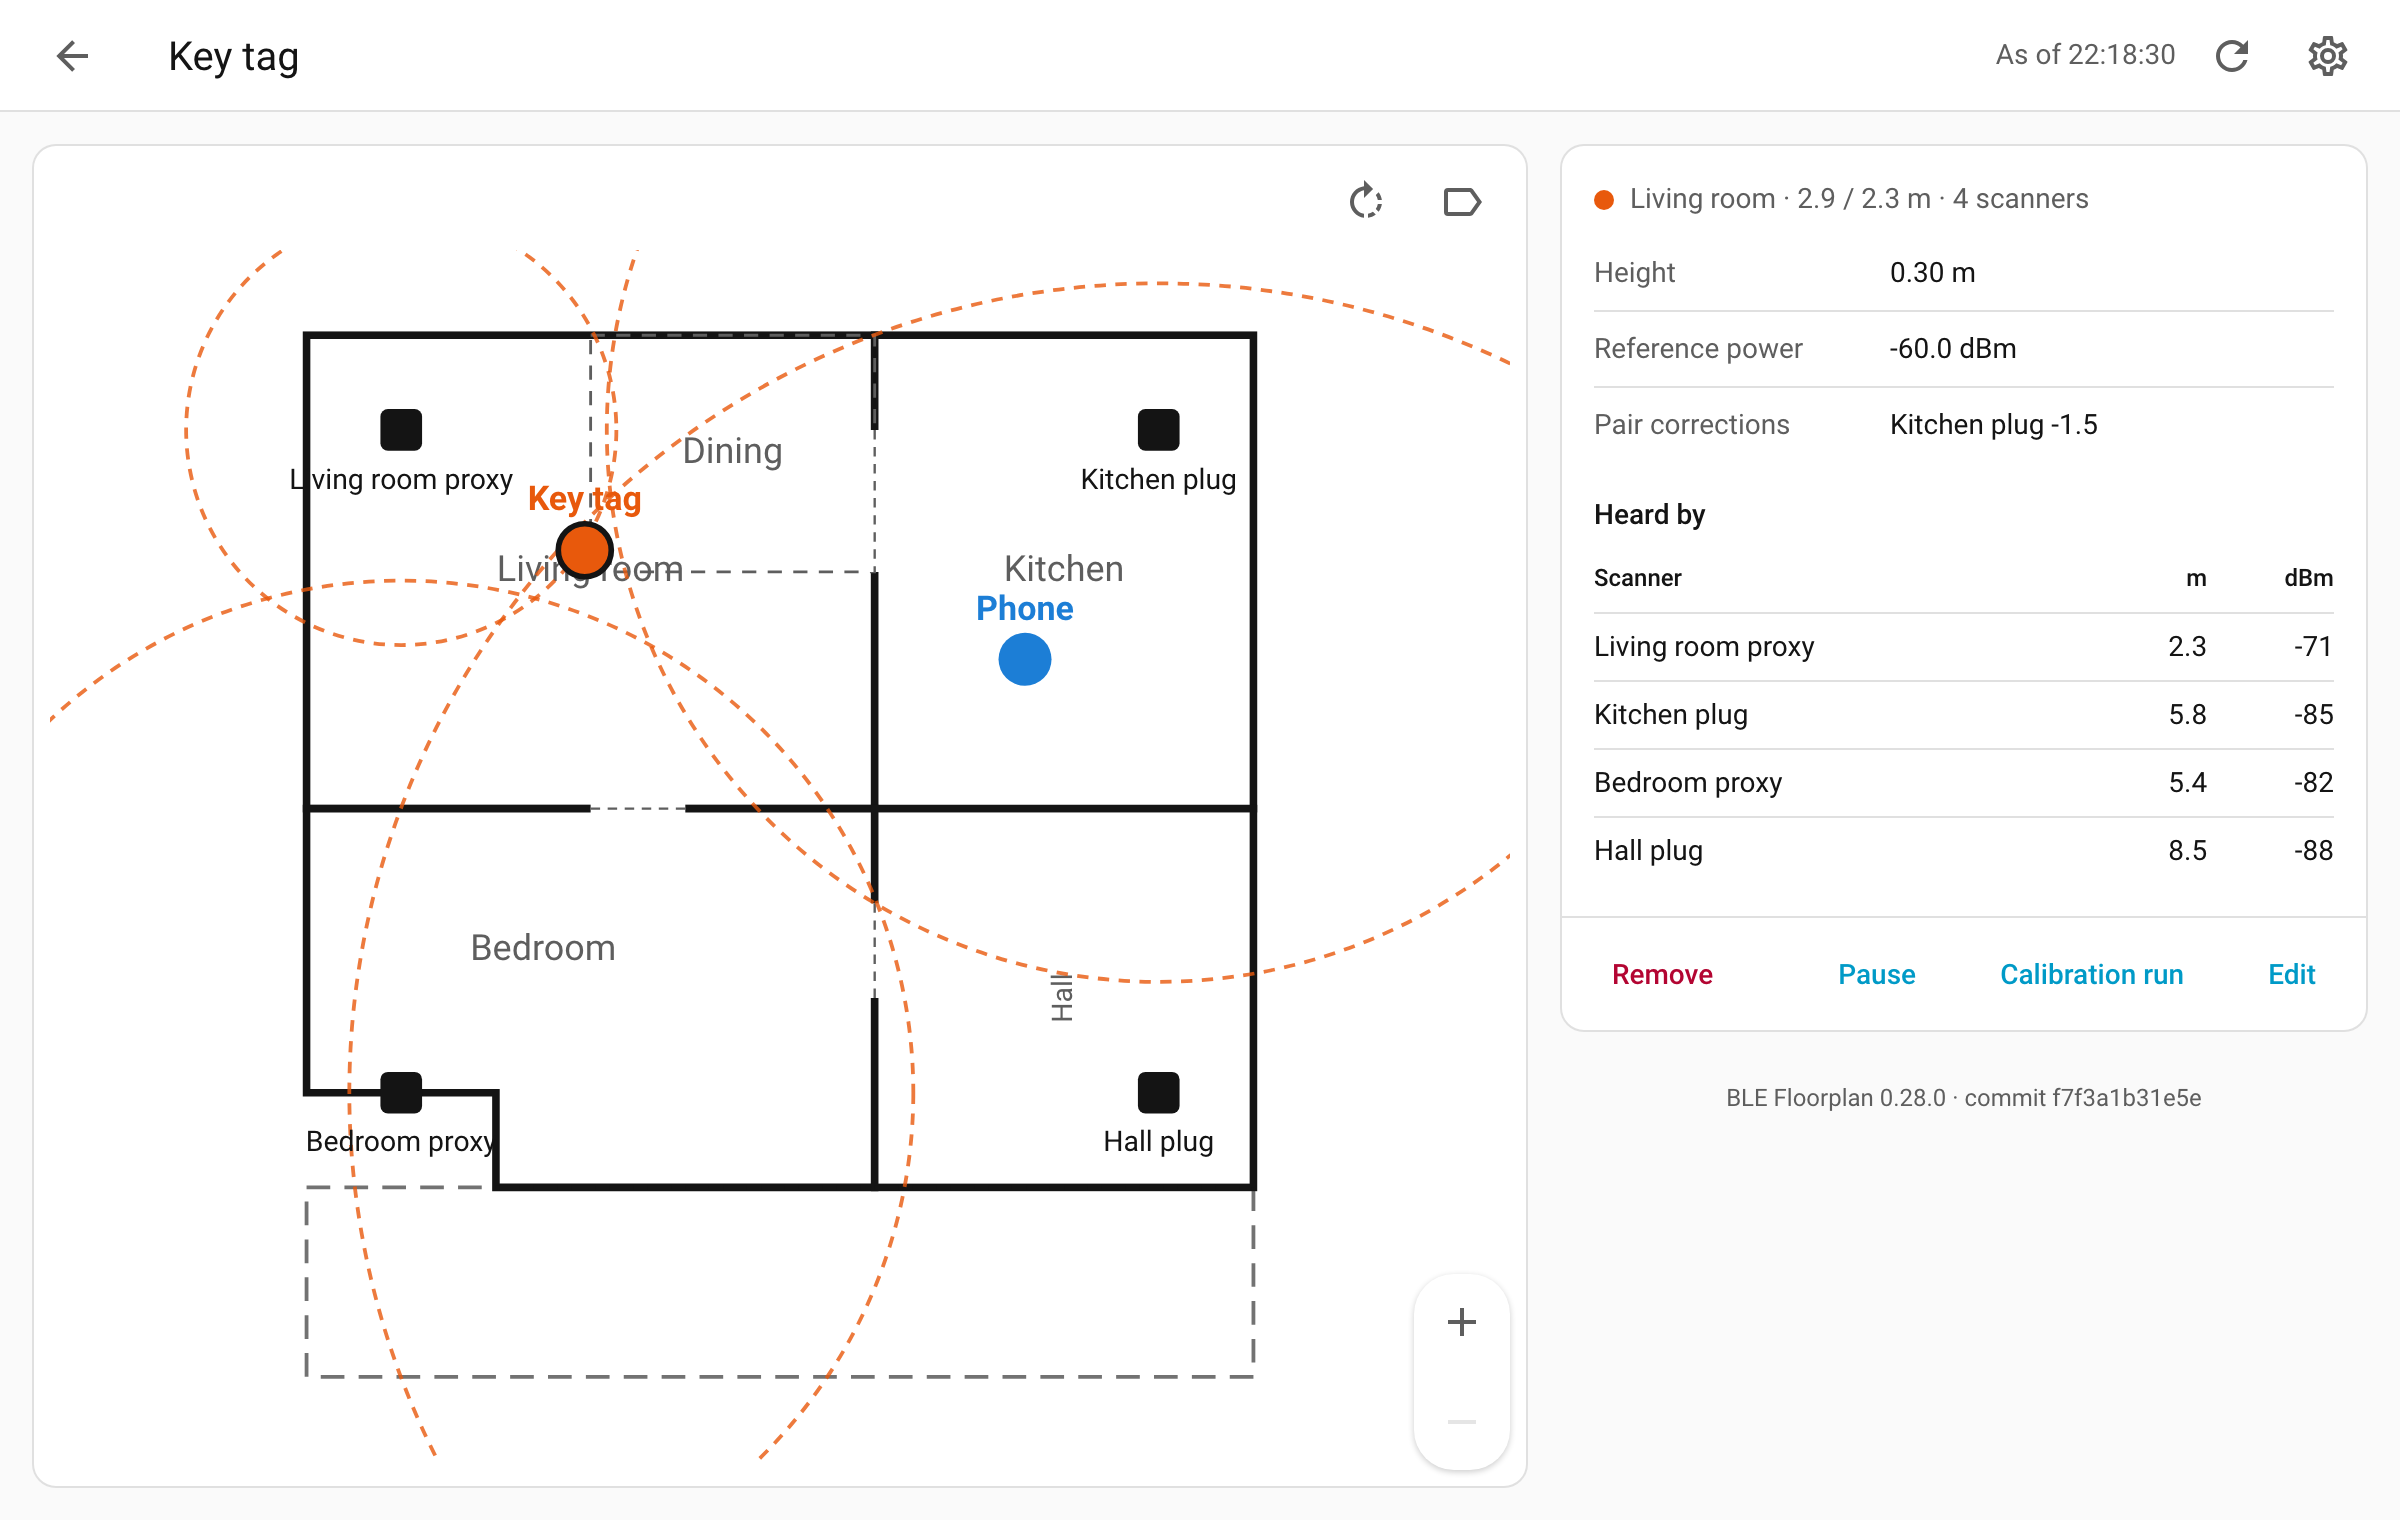 Key tag
As of 22:18:30
Living room proxy
Dining
Kitchen plug
Key tag
Living room
Kitchen
Phone
Bedroom
Hall
Bedroom proxy
Hall plug
Living room · 2.9 / 2.3 m · 4 scanners
Height 0.30 m
Reference power -60.0 dBm
Pair corrections Kitchen plug -1.5
Heard by
Scanner m dBm
Living room proxy 2.3 -71
Kitchen plug 5.8 -85
Bedroom proxy 5.4 -82
Hall plug 8.5 -88
Remove Pause Calibration run Edit
BLE Floorplan 0.28.0 · commit f7f3a1b31e5e